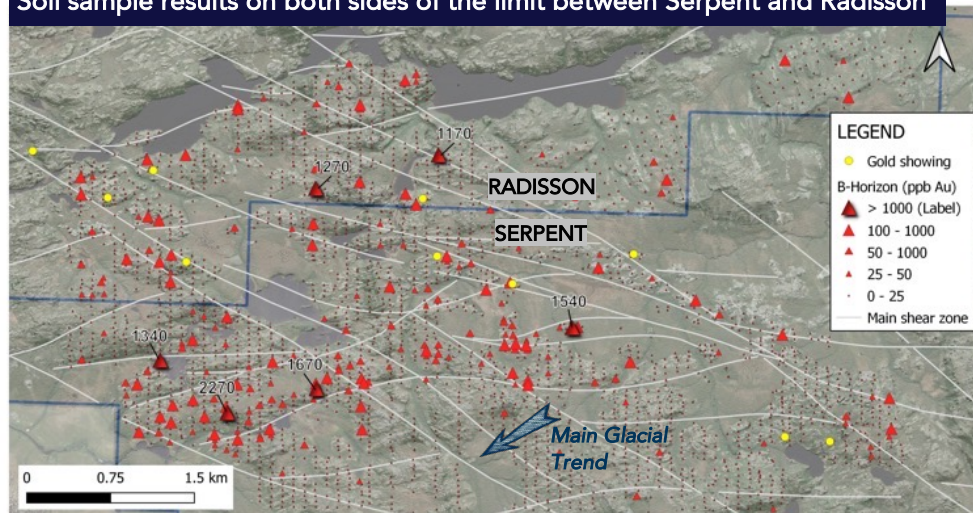 Soil sample results on both sides of the limit between Serpent and Radisson
1170
1270
RADISSON
SERPENT
1540
1340
1670
2270
Main Glacial
Trend
0 0.75 1.5 km
LEGEND
Gold showing
B-Horizon (ppb Au)
> 1000 (Label)
100 - 1000
50 - 1000
25 - 50
0 - 25
Main shear zone